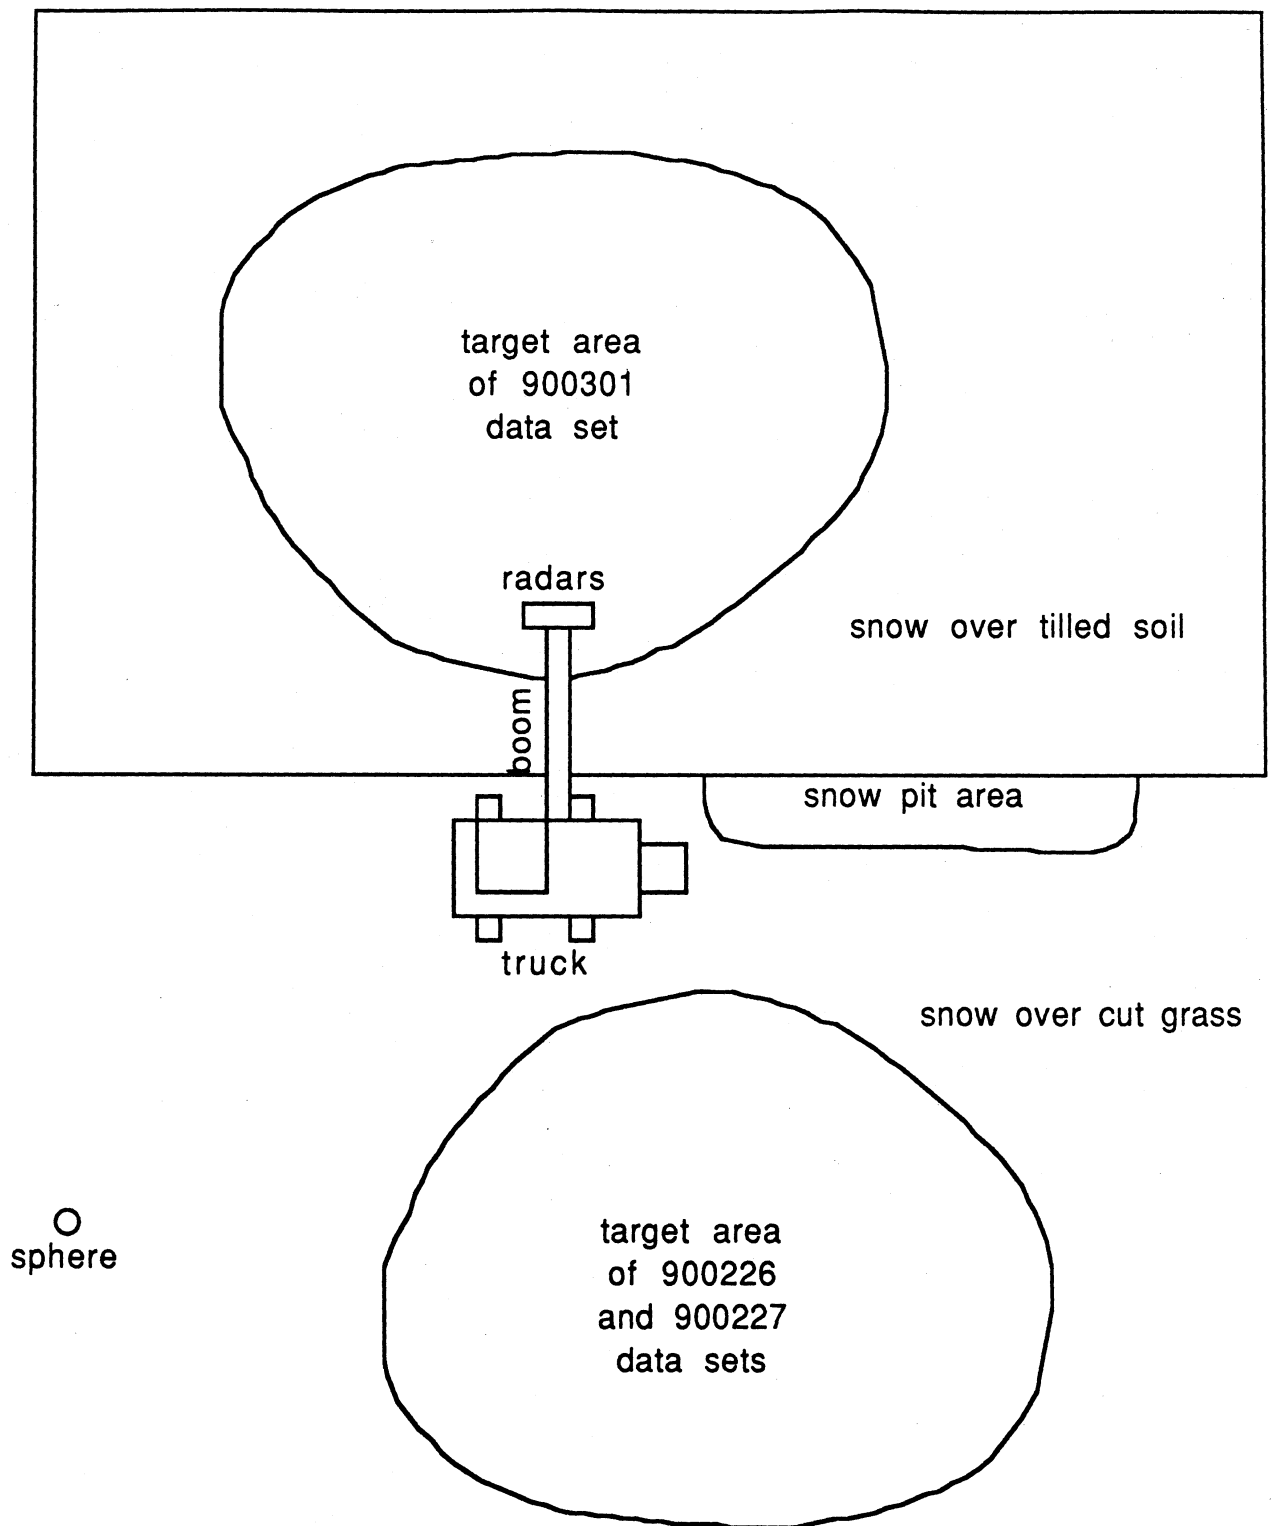 target area
of 900301
data set
radars
snow over tilled soil
boom
snow pit area
truck
snow over cut grass
sphere
target area
of 900226
and 900227
data sets